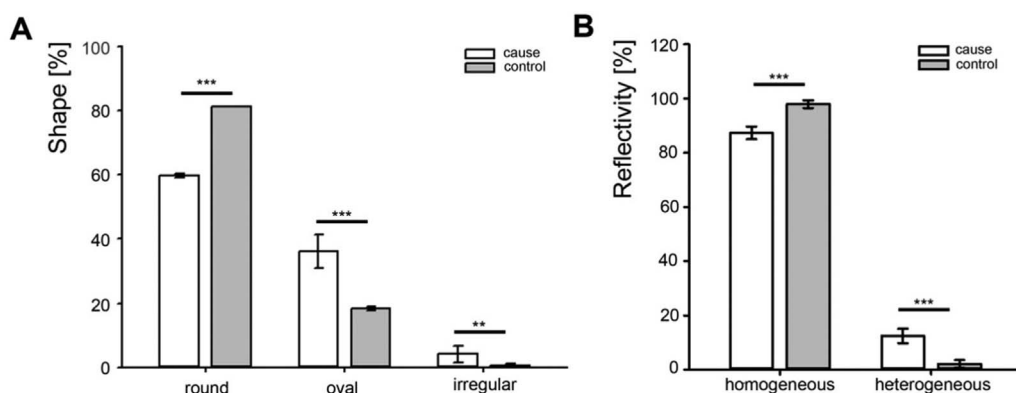 A
Shape [%]
100
80
60
40
20
0
cause
control
***
***
**
round oval irregular
B
Reflectivity [%]
120
100
80
60
40
20
0
cause
control
***
***
homogeneous heterogeneous